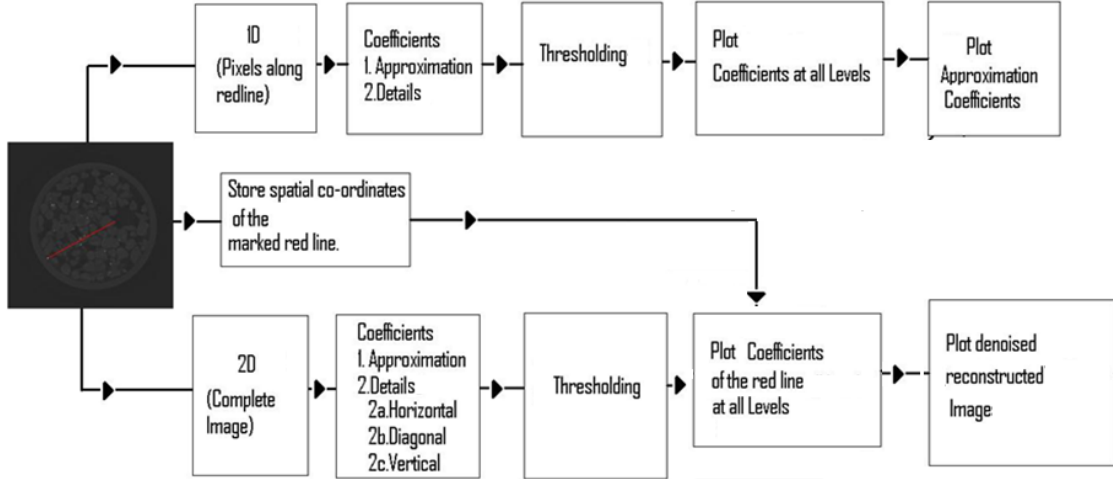 1D
(Pixels along
redline)
Coefficients
1. Approximation
2.Details
Thresholding
Plot
Coefficients at all Levels
Plot
Approximation
Coefficients
Store spatial co-ordinates
of the
marked red line.
2D
(Complete
Image)
Coefficients
1. Approximation
2.Details
2a.Horizontal
2b.Diagonal
2c.Vertical
Thresholding
Plot Coefficients
of the red line
at all Levels
Plot denoised
reconstructed
Image